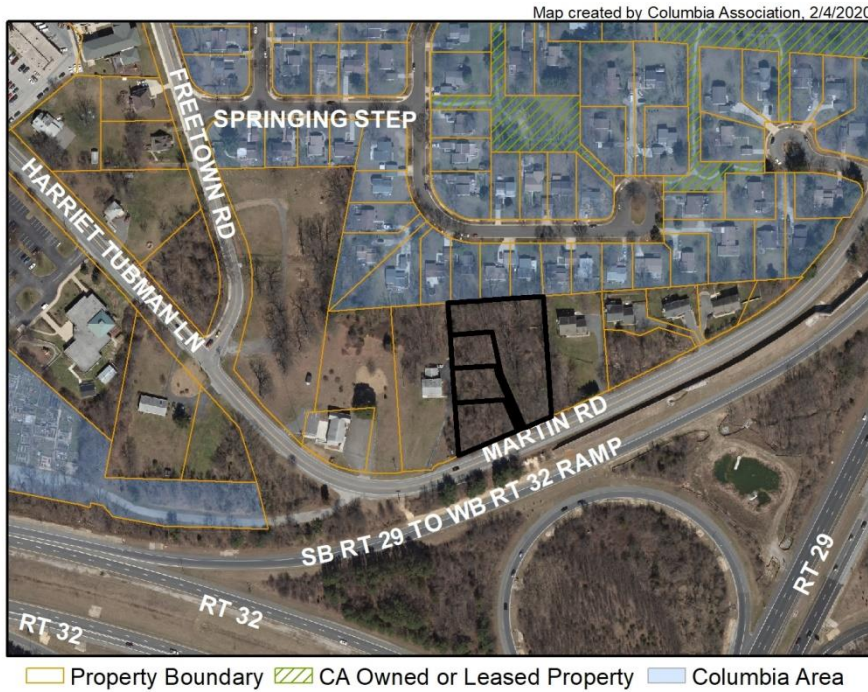 Map created by Columbia Association, 2/4/2020
FREETOWN RD
SPRINGING STEP
HARRIET TUBMAN LN
MARTIN RD
SB RT 29 TO WB RT 32 RAMP
RT 29
RT 32
RT 32
Property Boundary CA Owned or Leased Property Columbia Area